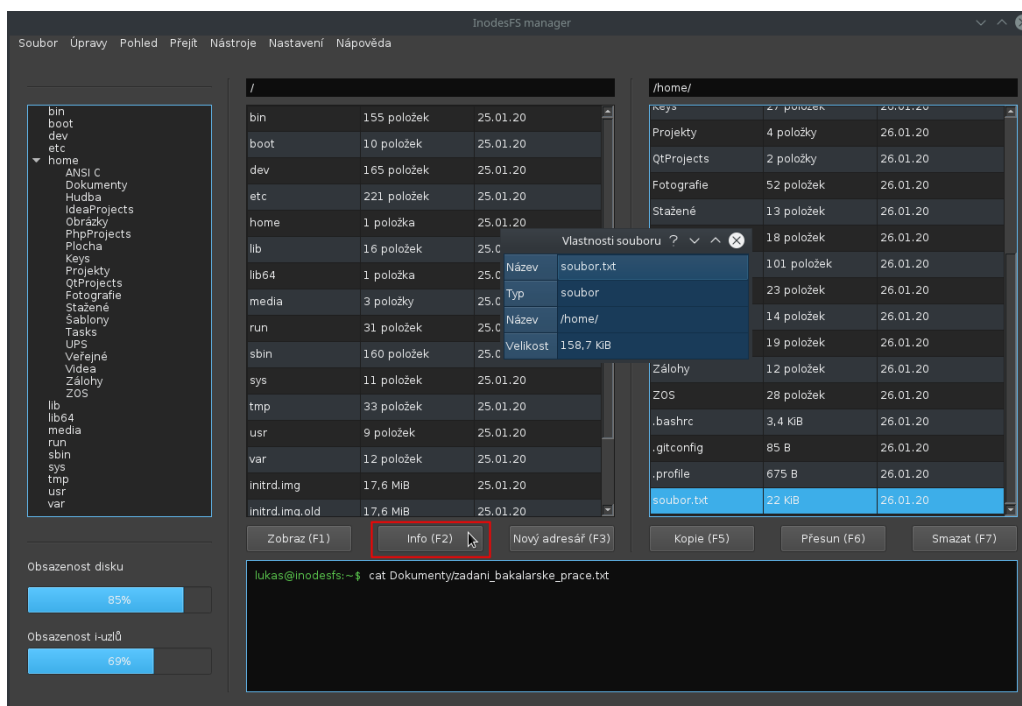 InodesFS manager
Soubor Úpravy Pohled Přejít Nástroje Nastavení Nápověda
bin
boot
dev
etc
home
ANSI C
Dokumenty
Hudba
IdeaProjects
Obrázky
PhpProjects
Plocha
Keys
Projekty
QtProjects
Fotografie
Stažené
Šablony
Tasks
UPS
Veřejné
Videa
Zálohy
ZOS
lib
lib64
media
run
sbin
sys
tmp
usr
var
Obsazenost disku
85%
Obsazenost i-uzlů
69%
/
bin 155 položek 25.01.20
boot 10 položek 25.01.20
dev 165 položek 25.01.20
etc 221 položek 25.01.20
home 1 položka 25.01.20
lib 16 položek 25.0
lib64 1 položka 25.0
media 3 položky 25.0
run 31 položek 25.0
sbin 160 položek 25.0
sys 11 položek 25.01.20
tmp 33 položek 25.01.20
usr 9 položek 25.01.20
var 12 položek 25.01.20
initrd.img 17,6 MiB 25.01.20
initrd.img.old 17,6 MiB 25.01.20
Vlastnosti souboru ?
Název soubor.txt
Typ soubor
Název /home/
Velikost 158,7 KiB
/home/
Keys 27 položek 26.01.20
Projekty 4 položky 26.01.20
QtProjects 2 položky 26.01.20
Fotografie 52 položek 26.01.20
Stažené 13 položek 26.01.20
18 položek 26.01.20
101 položek 26.01.20
23 položek 26.01.20
14 položek 26.01.20
19 položek 26.01.20
Zálohy 12 položek 26.01.20
ZOS 28 položek 26.01.20
.bashrc 3,4 KiB 26.01.20
.gitconfig 85 B 26.01.20
.profile 675 B 26.01.20
soubor.txt 22 KiB 26.01.20
Zobraz (F1) Info (F2) Nový adresář (F3) Kopie (F5) Přesun (F6) Smazat (F7)
lukas@inodesfs:~$ cat Dokumenty/zadani_bakalarske_prace.txt